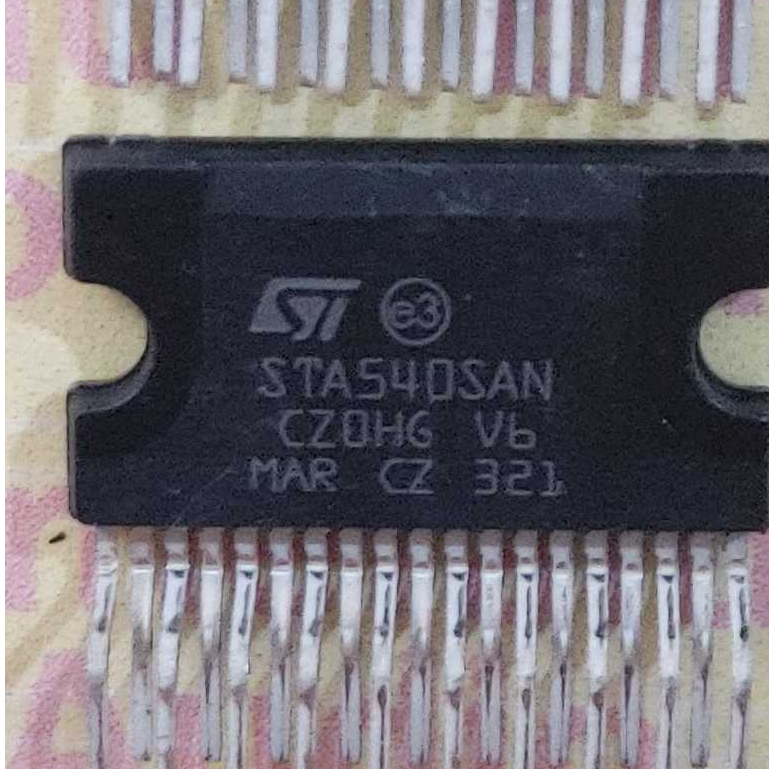 ST e3
STA540SAN
CZ0HG V6
MAR CZ 321